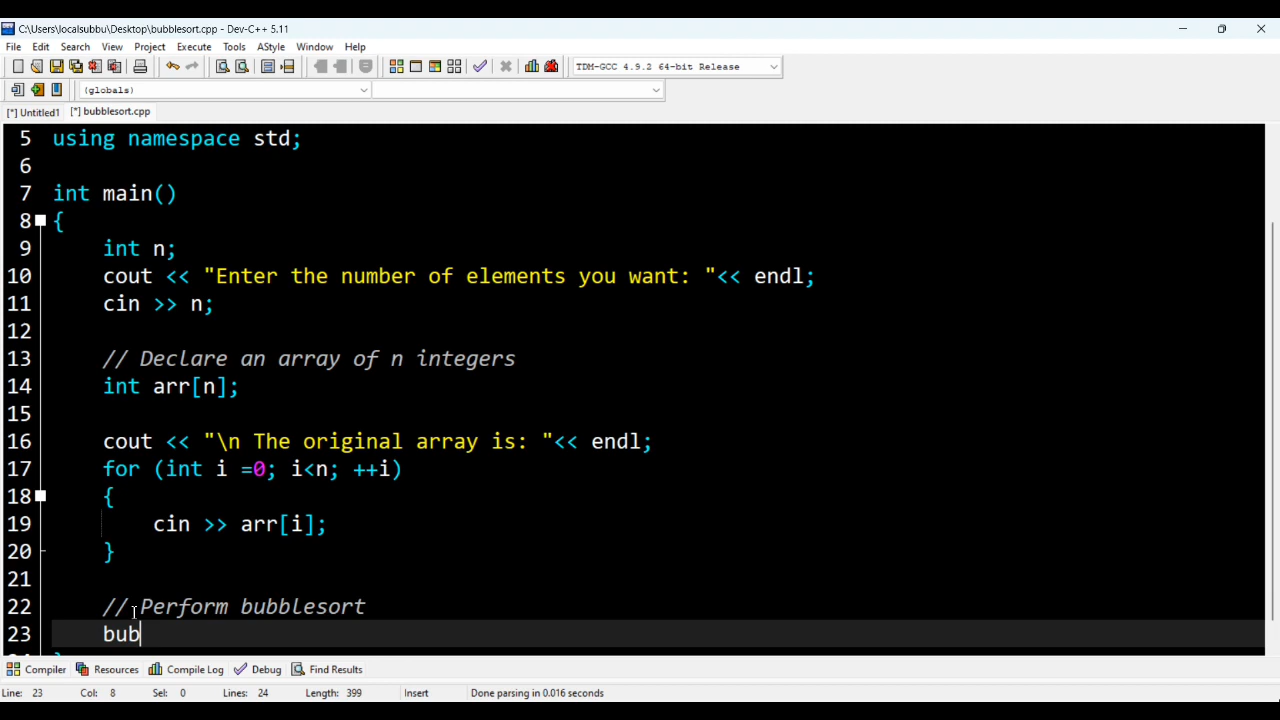 C:\Users\localsubbu\Desktop\bubblesort.cpp - Dev-C++ 5.11
File Edit Search View Project Execute Tools AStyle Window Help
TDM-GCC 4.9.2 64-bit Release
(globals)
[*] Untitled1 [*] bubblesort.cpp
5 using namespace std;
6
7 int main()
8 {
9 int n;
10 cout << "Enter the number of elements you want: "<< endl;
11 cin >> n;
12
13 // Declare an array of n integers
14 int arr[n];
15
16 cout << "\n The original array is: "<< endl;
17 for (int i =0; i<n; ++i)
18 {
19 cin >> arr[i];
20 }
21
22 // Perform bubblesort
23 bub
Compiler Resources Compile Log Debug Find Results
Line: 23 Col: 8 Sel: 0 Lines: 24 Length: 399 Insert Done parsing in 0.016 seconds